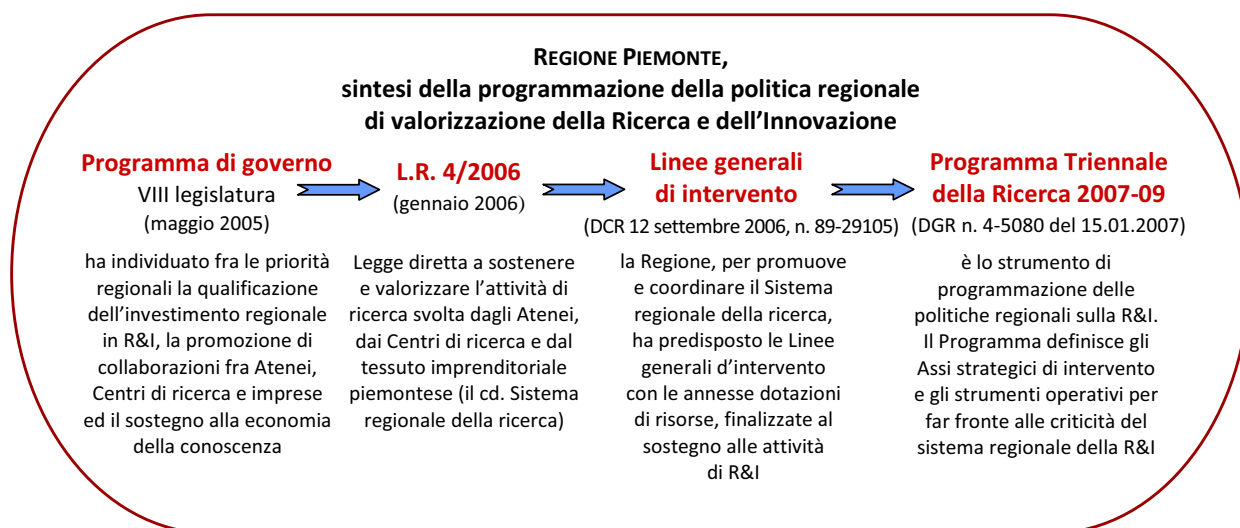 REGIONE PIEMONTE,
sintesi della programmazione della politica regionale
di valorizzazione della Ricerca e dell'Innovazione
Programma di governo
VIII legislatura
(maggio 2005)
ha individuato fra le priorità
regionali la qualificazione
dell'investimento regionale
in R&I, la promozione di
collaborazioni fra Atenei,
Centri di ricerca e imprese
ed il sostegno alla economia
della conoscenza
L.R. 4/2006
(gennaio 2006)
Legge diretta a sostenere
e valorizzare l'attività di
ricerca svolta dagli Atenei,
dai Centri di ricerca e dal
tessuto imprenditoriale
piemontese (il cd. Sistema
regionale della ricerca)
Linee generali
di intervento
(DCR 12 settembre 2006, n. 89-29105)
la Regione, per promuove
e coordinare il Sistema
regionale della ricerca,
ha predisposto le Linee
generali d'intervento
con le annesse dotazioni
di risorse, finalizzate al
sostegno alle attività
di R&I
Programma Triennale
della Ricerca 2007-09
(DGR n. 4-5080 del 15.01.2007)
è lo strumento di
programmazione delle
politiche regionali sulla R&I.
Il Programma definisce gli
Assi strategici di intervento
e gli strumenti operativi per
far fronte alle criticità del
sistema regionale della R&I